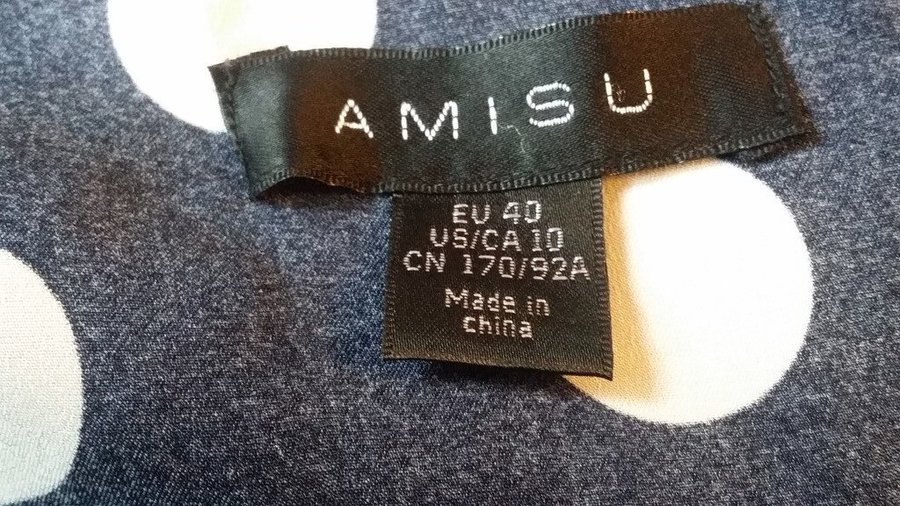 AMISU
EU 40
US/CA 10
CN 170/92A
Made in
China